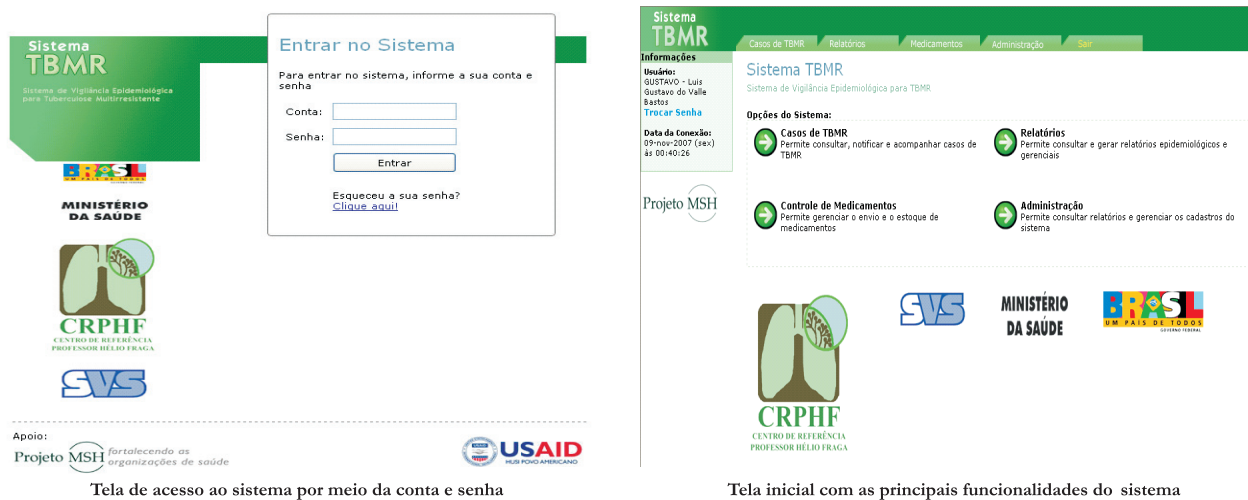 Sistema
TBMR
Sistema de Vigilância Epidemiológica
para Tuberculose Multirresistente
Entrar no Sistema
Para entrar no sistema, informe a sua conta e
senha
Conta:
Senha:
Entrar
Esqueceu a sua senha?
Clique aqui!
BRASIL
UM PAÍS DE TODOS
GOVERNO FEDERAL
MINISTÉRIO
DA SAÚDE
CRPHF
CENTRO DE REFERÊNCIA
PROFESSOR HÉLIO FRAGA
SVS
Apoio:
Projeto MSH
fortalecendo as
organizações de saúde
USAID
DO POVO AMERICANO
Tela de acesso ao sistema por meio da conta e senha
Sistema
TBMR
Casos de TBMR
Relatórios
Medicamentos
Administração
Sair
Informações
Usuário:
GUSTAVO - Luis
Gustavo do Valle
Bastos
Trocar Senha
Data da Conexão:
09-nov-2007 (sex)
às 00:40:26
Projeto MSH
Sistema TBMR
Sistema de Vigilância Epidemiológica para TBMR
Opções do Sistema:
Casos de TBMR
Permite consultar, notificar e acompanhar casos de
TBMR
Relatórios
Permite consultar e gerar relatórios epidemiológicos e
gerenciais
Controle de Medicamentos
Permite gerenciar o envio e o estoque de
medicamentos
Administração
Permite consultar relatórios e gerenciar os cadastros do
sistema
CRPHF
CENTRO DE REFERÊNCIA
PROFESSOR HÉLIO FRAGA
SVS
MINISTÉRIO
DA SAÚDE
BRASIL
UM PAÍS DE TODOS
GOVERNO FEDERAL
Tela inicial com as principais funcionalidades do sistema